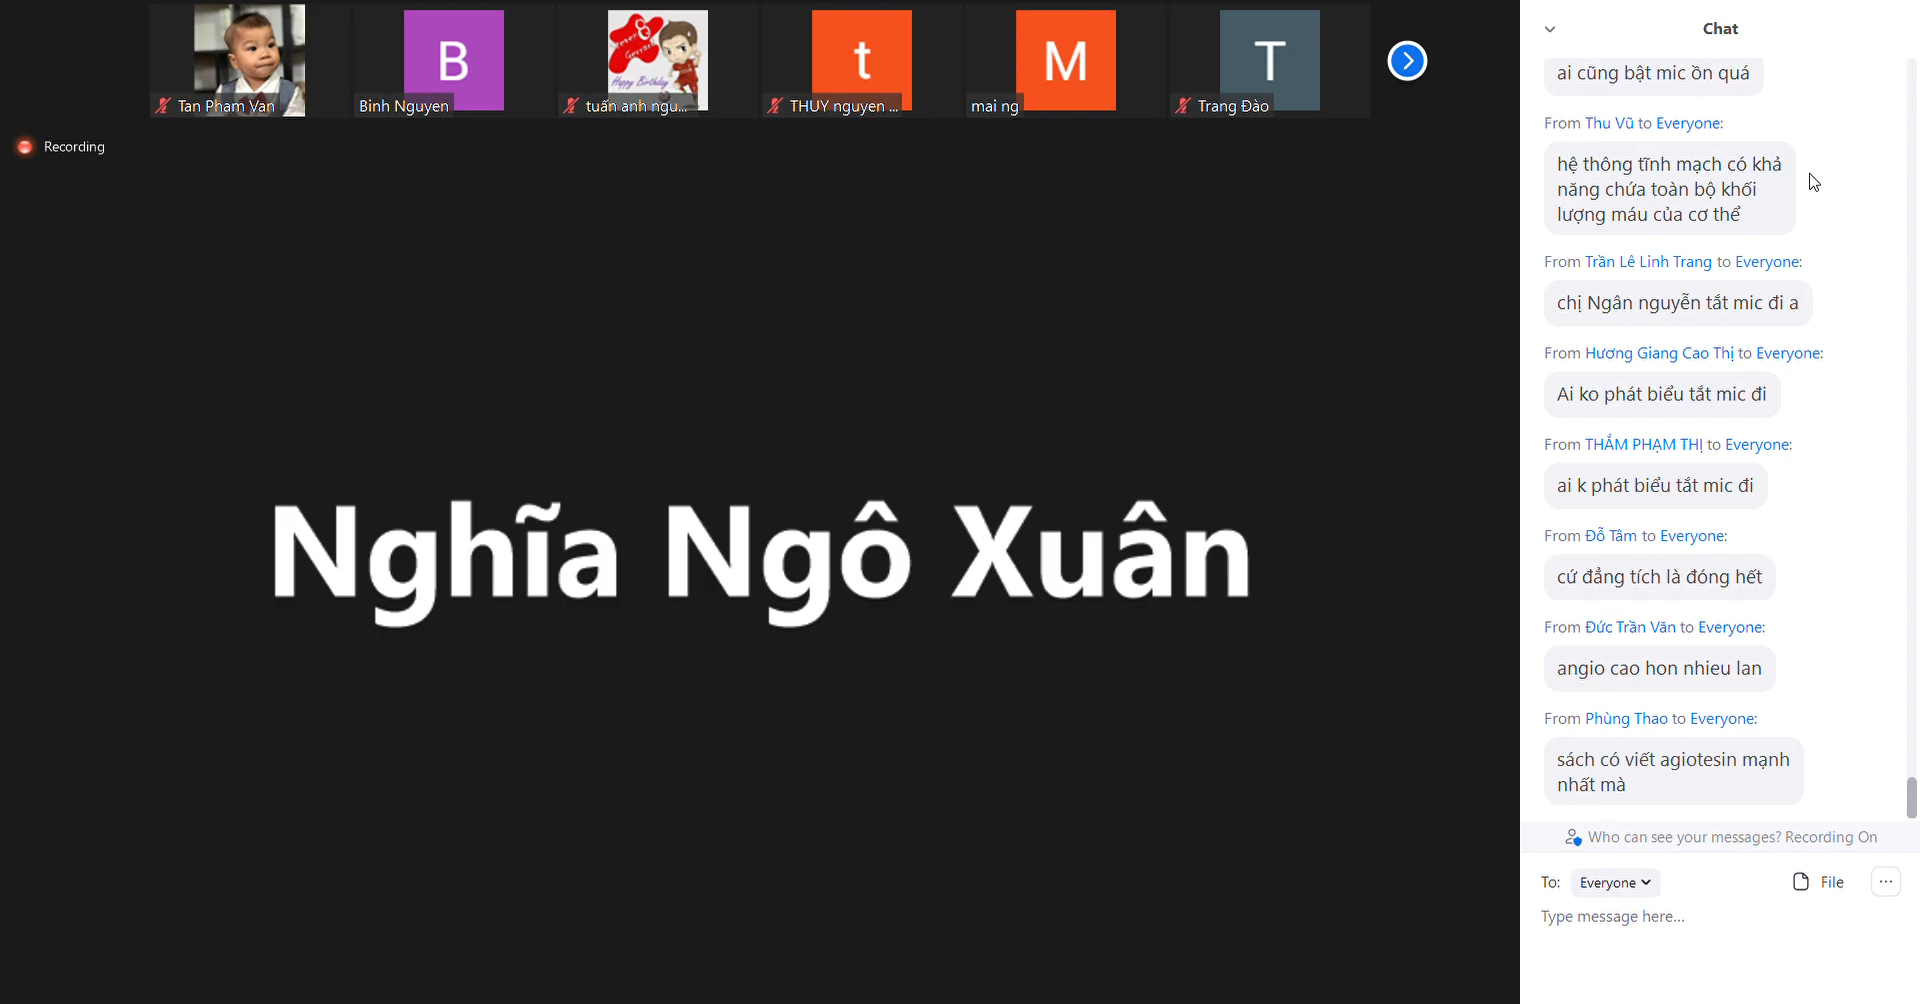 B
t
M
T
Tan Pham Van
Binh Nguyen
tuấn anh ngu...
THUY nguyen ...
mai ng
Trang Đào
Happy Birthday
Recording
Nghĩa Ngô Xuân
Chat
ai cũng bật mic ồn quá
From Thu Vũ to Everyone:
hệ thông tĩnh mạch có khả
năng chứa toàn bộ khối
lượng máu của cơ thể
From Trần Lê Linh Trang to Everyone:
chị Ngân nguyễn tắt mic đi a
From Hương Giang Cao Thị to Everyone:
Ai ko phát biểu tắt mic đi
From THẮM PHẠM THỊ to Everyone:
ai k phát biểu tắt mic đi
From Đỗ Tâm to Everyone:
cứ đẳng tích là đóng hết
From Đức Trần Văn to Everyone:
angio cao hon nhieu lan
From Phùng Thao to Everyone:
sách có viết agiotesin mạnh
nhất mà
Who can see your messages? Recording On
To: Everyone
File
Type message here...